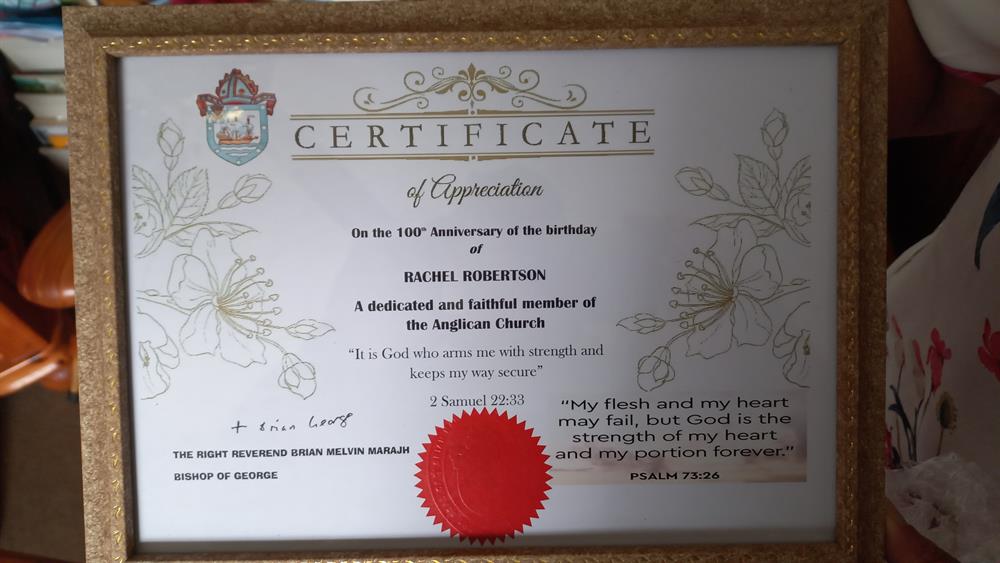 CERTIFICATE
of Appreciation
On the 100th Anniversary of the birthday
of
RACHEL ROBERTSON
A dedicated and faithful member of
the Anglican Church
“It is God who arms me with strength and
keeps my way secure”
2 Samuel 22:33
+ Brian George
THE RIGHT REVEREND BRIAN MELVIN MARAJH
BISHOP OF GEORGE
“My flesh and my heart
may fail, but God is the
strength of my heart
and my portion forever.”
PSALM 73:26